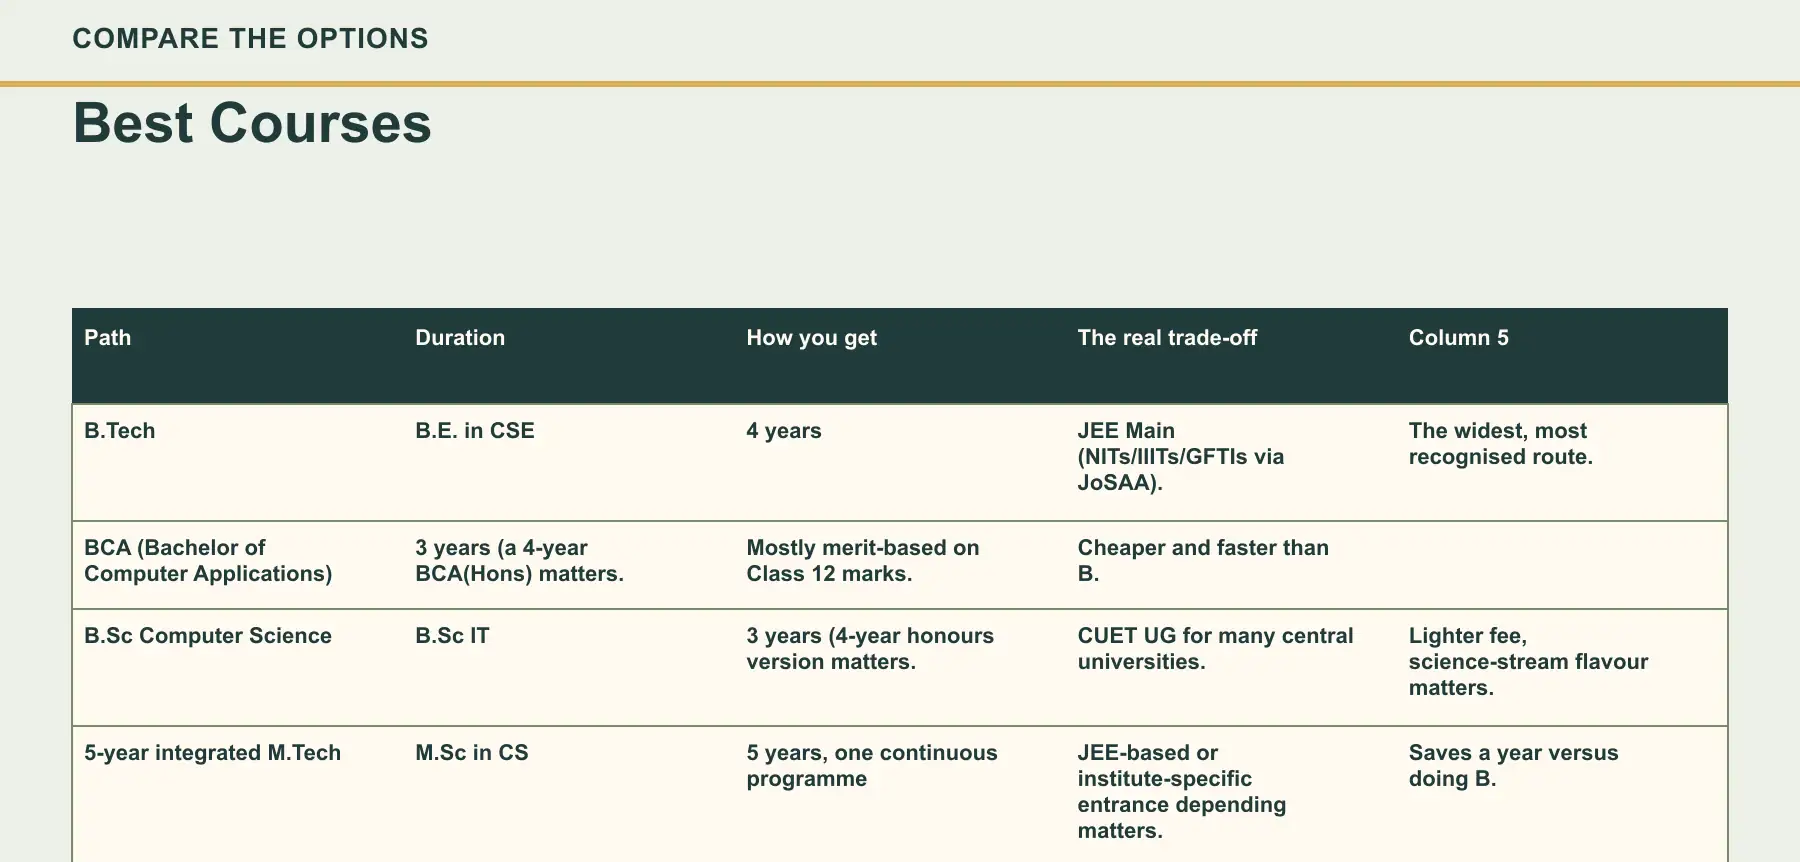 COMPARE THE OPTIONS
Best Courses
Path Duration How you get The real trade-off Column 5
B.Tech B.E. in CSE 4 years JEE Main The widest, most
(NITs/IIITs/GFTIs via recognised route.
JoSAA).
BCA (Bachelor of 3 years (a 4-year Mostly merit-based on Cheaper and faster than
Computer Applications) BCA(Hons) matters. Class 12 marks. B.
B.Sc Computer Science B.Sc IT 3 years (4-year honours CUET UG for many central Lighter fee,
version matters. universities. science-stream flavour
matters.
5-year integrated M.Tech M.Sc in CS 5 years, one continuous JEE-based or Saves a year versus
programme institute-specific doing B.
entrance depending
matters.